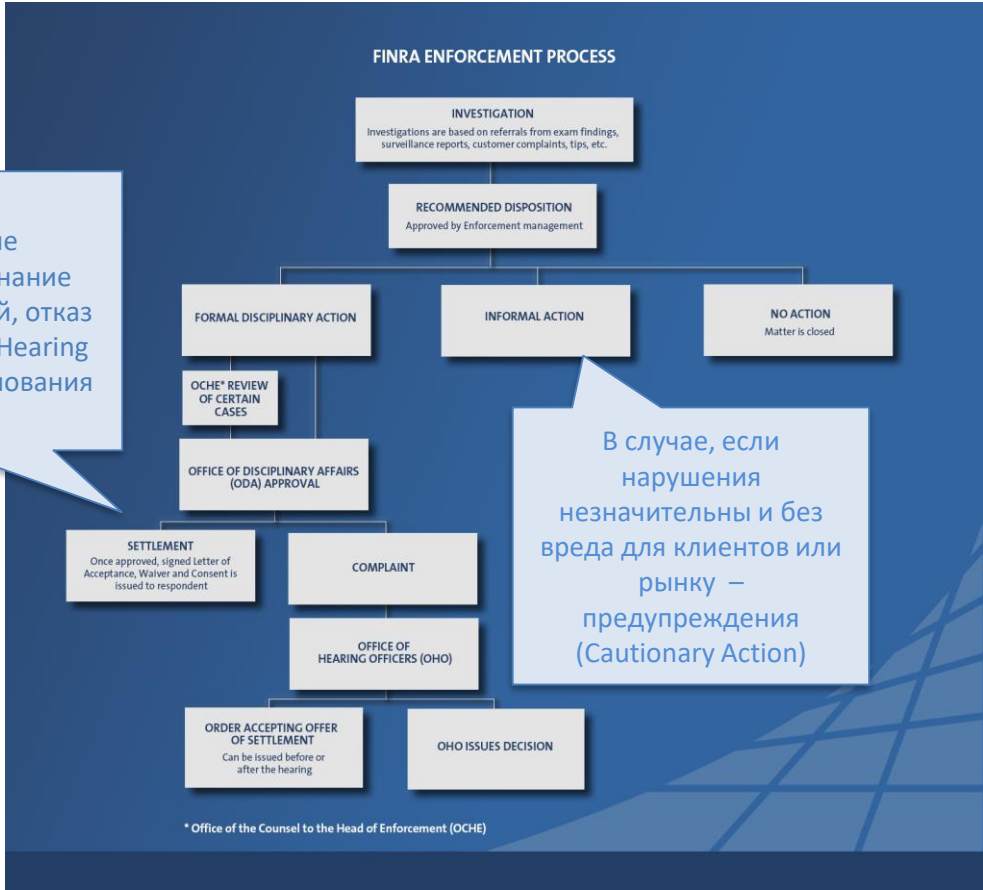 FINRA ENFORCEMENT PROCESS
INVESTIGATION
Investigations are based on referrals from exam findings,
surveillance reports, customer complaints, tips, etc.
RECOMMENDED DISPOSITION
Approved by Enforcement management
FORMAL DISCIPLINARY ACTION
INFORMAL ACTION
NO ACTION
Matter is closed
OCHE* REVIEW
OF CERTAIN
CASES
OFFICE OF DISCIPLINARY AFFAIRS
(ODA) APPROVAL
отказ
Hearing
В случае, если
нарушения
незначительны и без
вреда для клиентов или
рынку –
предупреждения
(Cautionary Action)
SETTLEMENT
Once approved, signed Letter of
Acceptance, Waiver and Consent is
issued to respondent
COMPLAINT
OFFICE OF
HEARING OFFICERS (OHO)
ORDER ACCEPTING OFFER
OF SETTLEMENT
Can be issued before or
after the hearing
OHO ISSUES DECISION
* Office of the Counsel to the Head of Enforcement (OCHE)